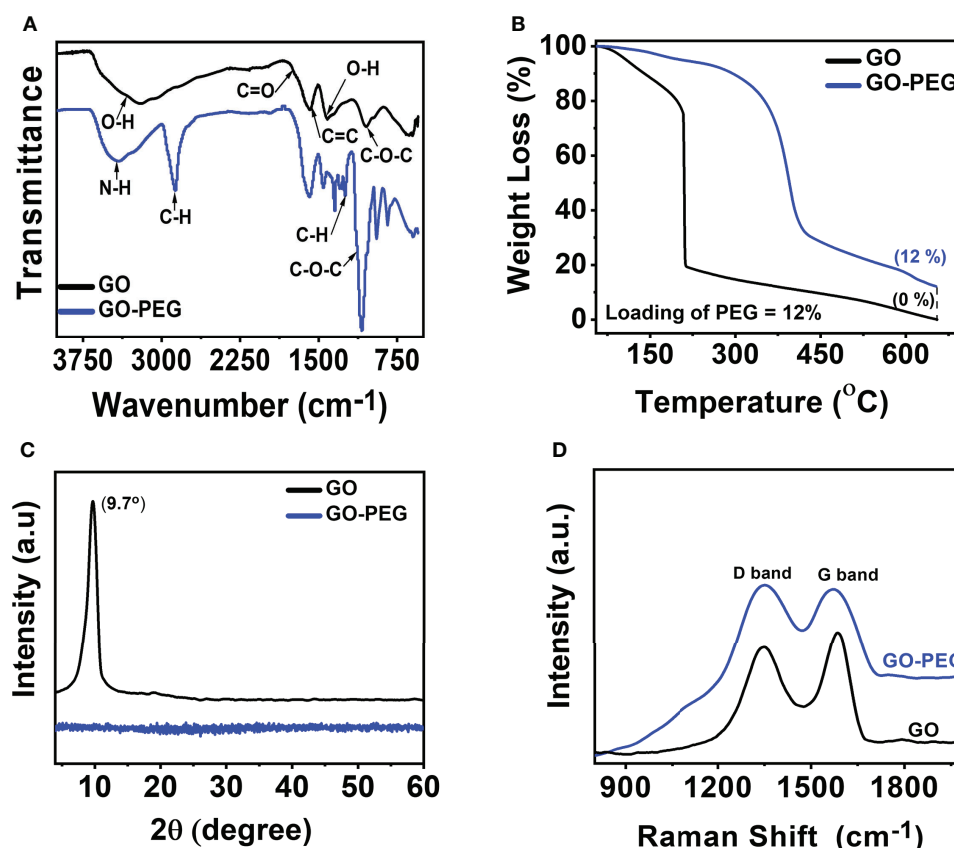 A
Transmittance
O-H
C=O
O-H
C=C
C-O-C
N-H
C-H
C-H
C-O-C
GO
GO-PEG
3750 3000 2250 1500 750
Wavenumber (cm-1)
B
Weight Loss (%)
100
80
60
40
20
0
GO
GO-PEG
(12 %)
(0 %)
Loading of PEG = 12%
150 300 450 600
Temperature (oC)
C
Intensity (a.u)
(9.7o)
GO
GO-PEG
10 20 30 40 50 60
2θ (degree)
D
Intensity (a.u.)
D band G band
GO-PEG
GO
900 1200 1500 1800
Raman Shift (cm-1)